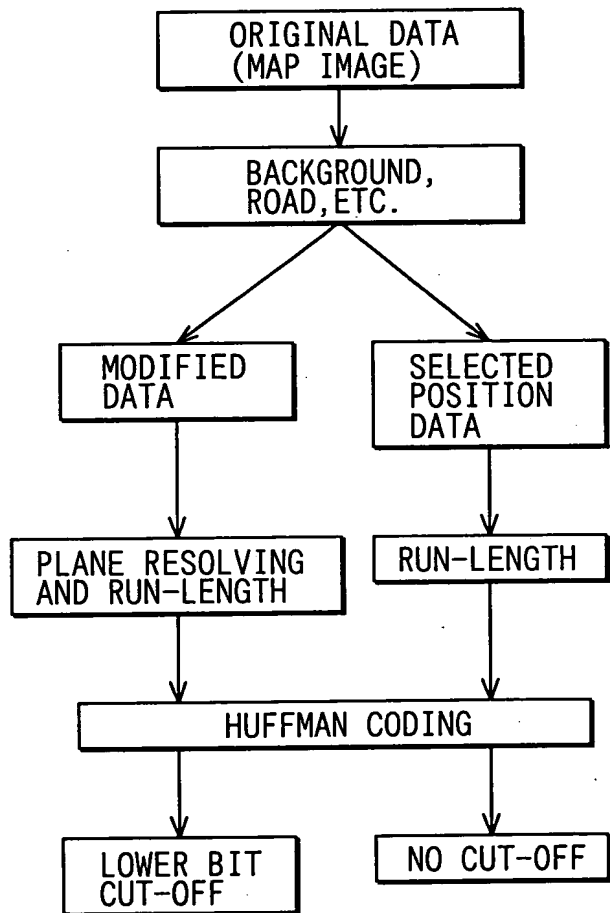 ORIGINAL DATA
(MAP IMAGE)
BACKGROUND,
ROAD,ETC.
MODIFIED
DATA
SELECTED
POSITION
DATA
PLANE RESOLVING
AND RUN-LENGTH
RUN-LENGTH
HUFFMAN CODING
LOWER BIT
CUT-OFF
NO CUT-OFF